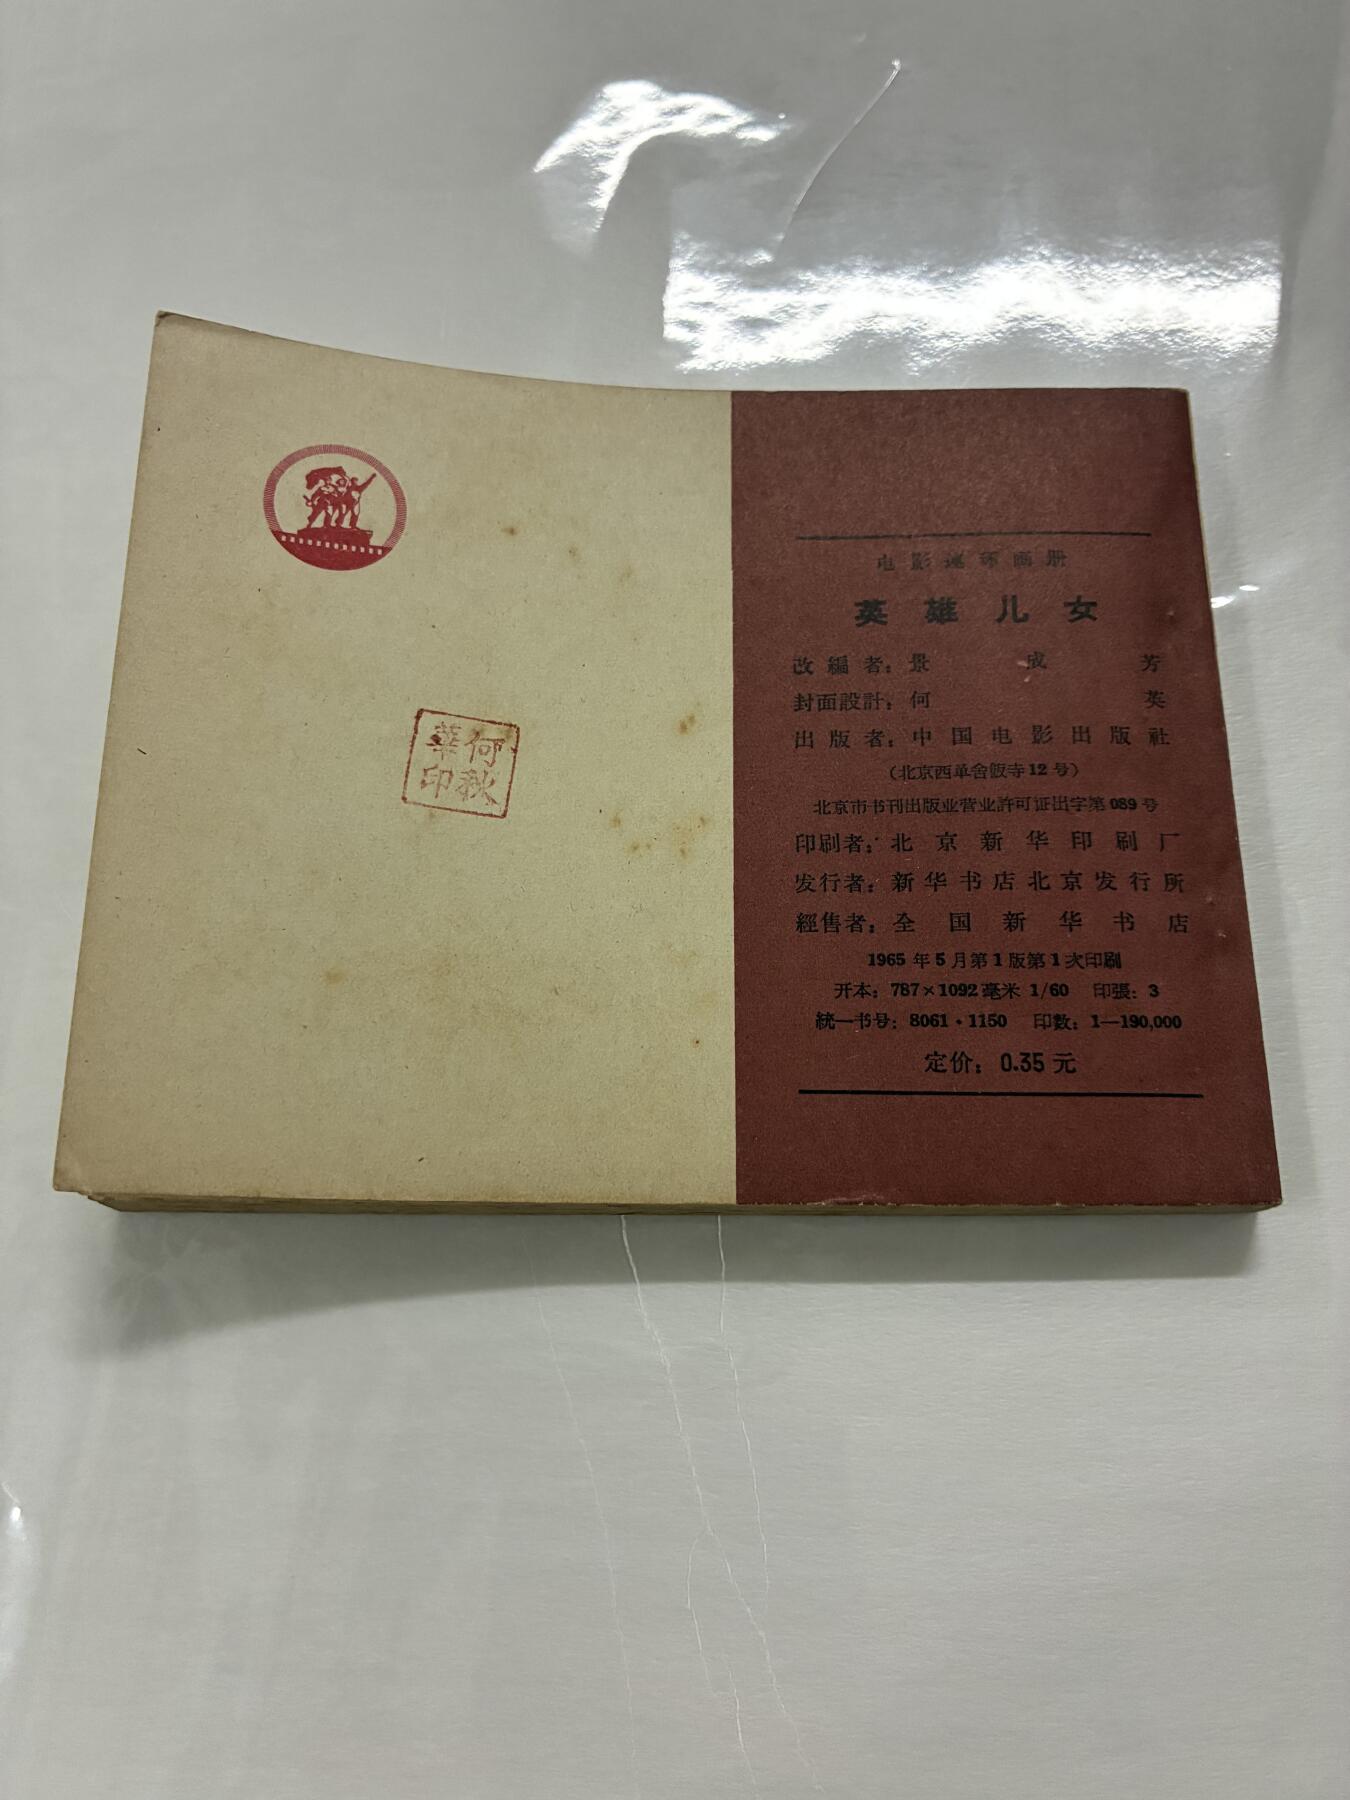 何秋
華印
电影連环画册
英雄儿女
改編者：景成芳
封面設計：何英
出版者：中国电影出版社
（北京西单舍飯寺12号）
北京市书刊出版业营业許可证出字第089号
印刷者：北京新华印刷厂
发行者：新华书店北京发行所
經售者：全国新华书店
1965年5月第1版第1次印刷
开本：787×1092毫米 1/60 印張：3
統一书号：8061·1150 印数：1—190,000
定价：0.35元